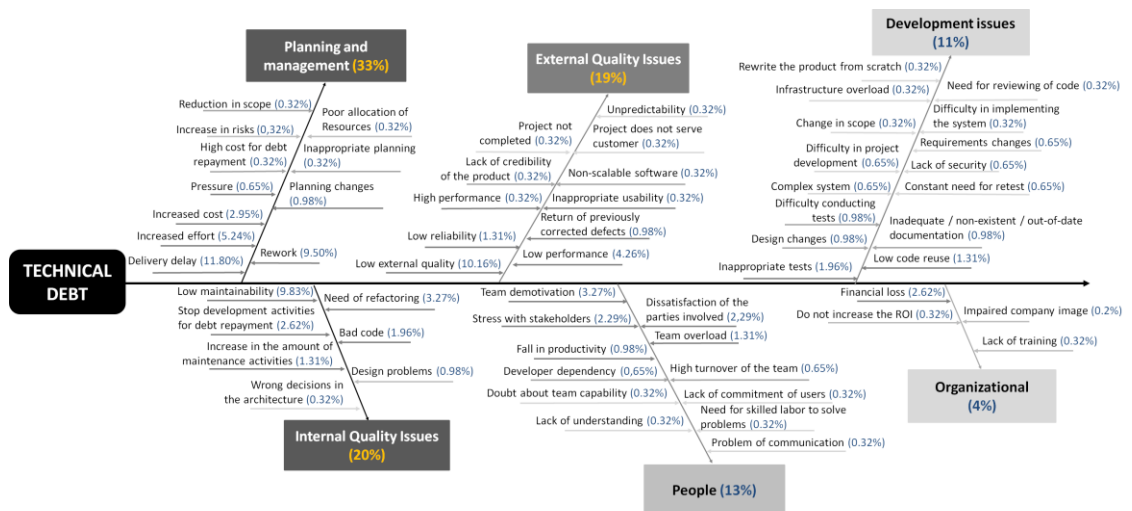 Planning and
management (33%)
Reduction in scope (0.32%)
Poor allocation of
Resources (0.32%)
Increase in risks (0,32%)
High cost for debt
repayment (0.32%)
Inappropriate planning
(0.32%)
Pressure (0.65%)
Planning changes
(0.98%)
Increased cost (2.95%)
Increased effort (5.24%)
Rework (9.50%)
Delivery delay (11.80%)
External Quality Issues
(19%)
Unpredictability (0.32%)
Project not
completed (0.32%)
Project does not serve
customer (0.32%)
Lack of credibility
of the product (0.32%)
Non-scalable software (0.32%)
High performance (0.32%)
Inappropriate usability (0.32%)
Return of previously
corrected defects (0.98%)
Low reliability (1.31%)
Low performance (4.26%)
Low external quality (10.16%)
Development issues
(11%)
Rewrite the product from scratch (0.32%)
Need for reviewing of code (0.32%)
Infrastructure overload (0.32%)
Difficulty in implementing
the system (0.32%)
Change in scope (0.32%)
Requirements changes (0.65%)
Difficulty in project
development (0.65%)
Lack of security (0.65%)
Complex system (0.65%)
Constant need for retest (0.65%)
Difficulty conducting
tests (0.98%)
Inadequate / non-existent / out-of-date
documentation (0.98%)
Design changes (0.98%)
Low code reuse (1.31%)
Inappropriate tests (1.96%)
TECHNICAL
DEBT
Low maintainability (9.83%)
Need of refactoring (3.27%)
Stop development activities
for debt repayment (2.62%)
Bad code (1.96%)
Increase in the amount of
maintenance activities (1.31%)
Design problems (0.98%)
Wrong decisions in
the architecture (0.32%)
Internal Quality Issues
(20%)
Team demotivation (3.27%)
Dissatisfaction of the
parties involved (2,29%)
Stress with stakeholders (2.29%)
Team overload (1.31%)
Fall in productivity (0.98%)
High turnover of the team (0.65%)
Developer dependency (0,65%)
Lack of commitment of users (0.32%)
Doubt about team capability (0.32%)
Need for skilled labor to solve
problems (0.32%)
Lack of understanding (0.32%)
Problem of communication (0.32%)
People (13%)
Financial loss (2.62%)
Impaired company image (0.2%)
Do not increase the ROI (0.32%)
Lack of training (0.32%)
Organizational
(4%)